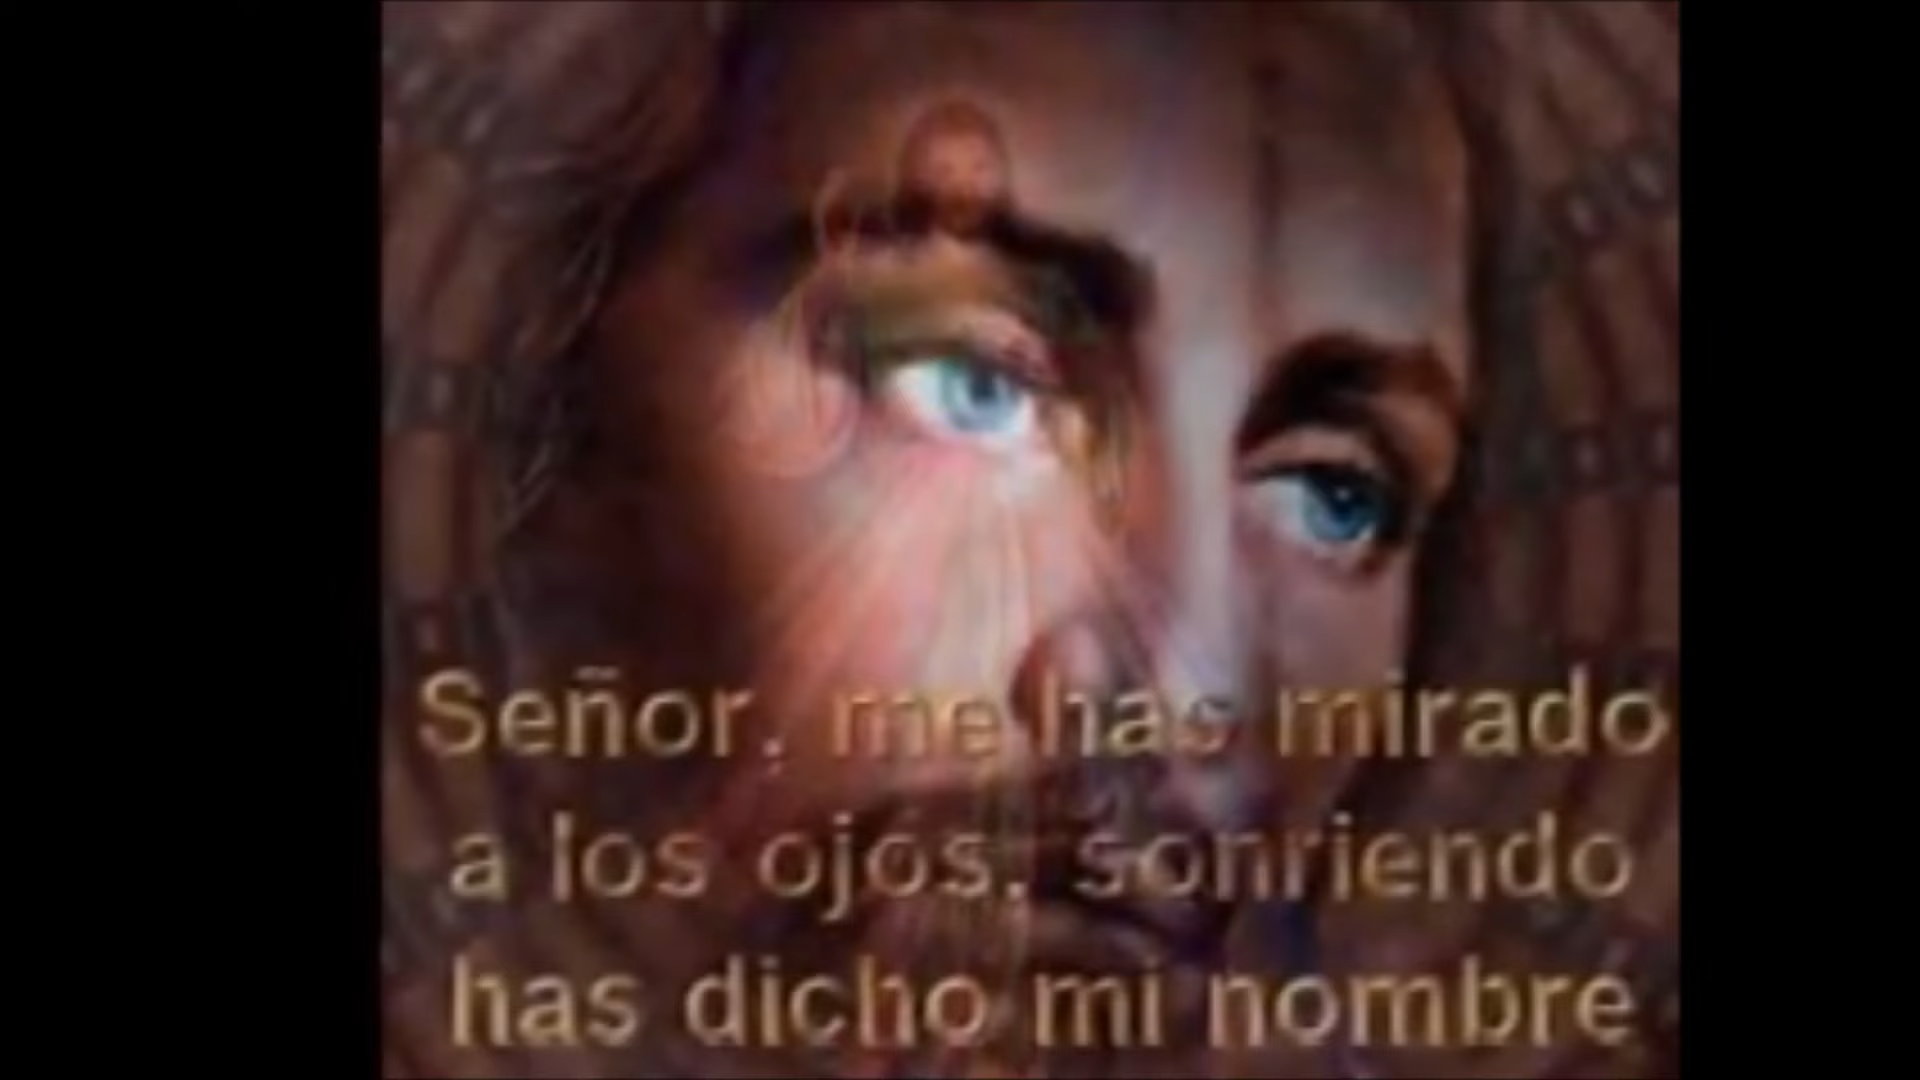 Señor, me has mirado
a los ojos, sonriendo
has dicho mi nombre